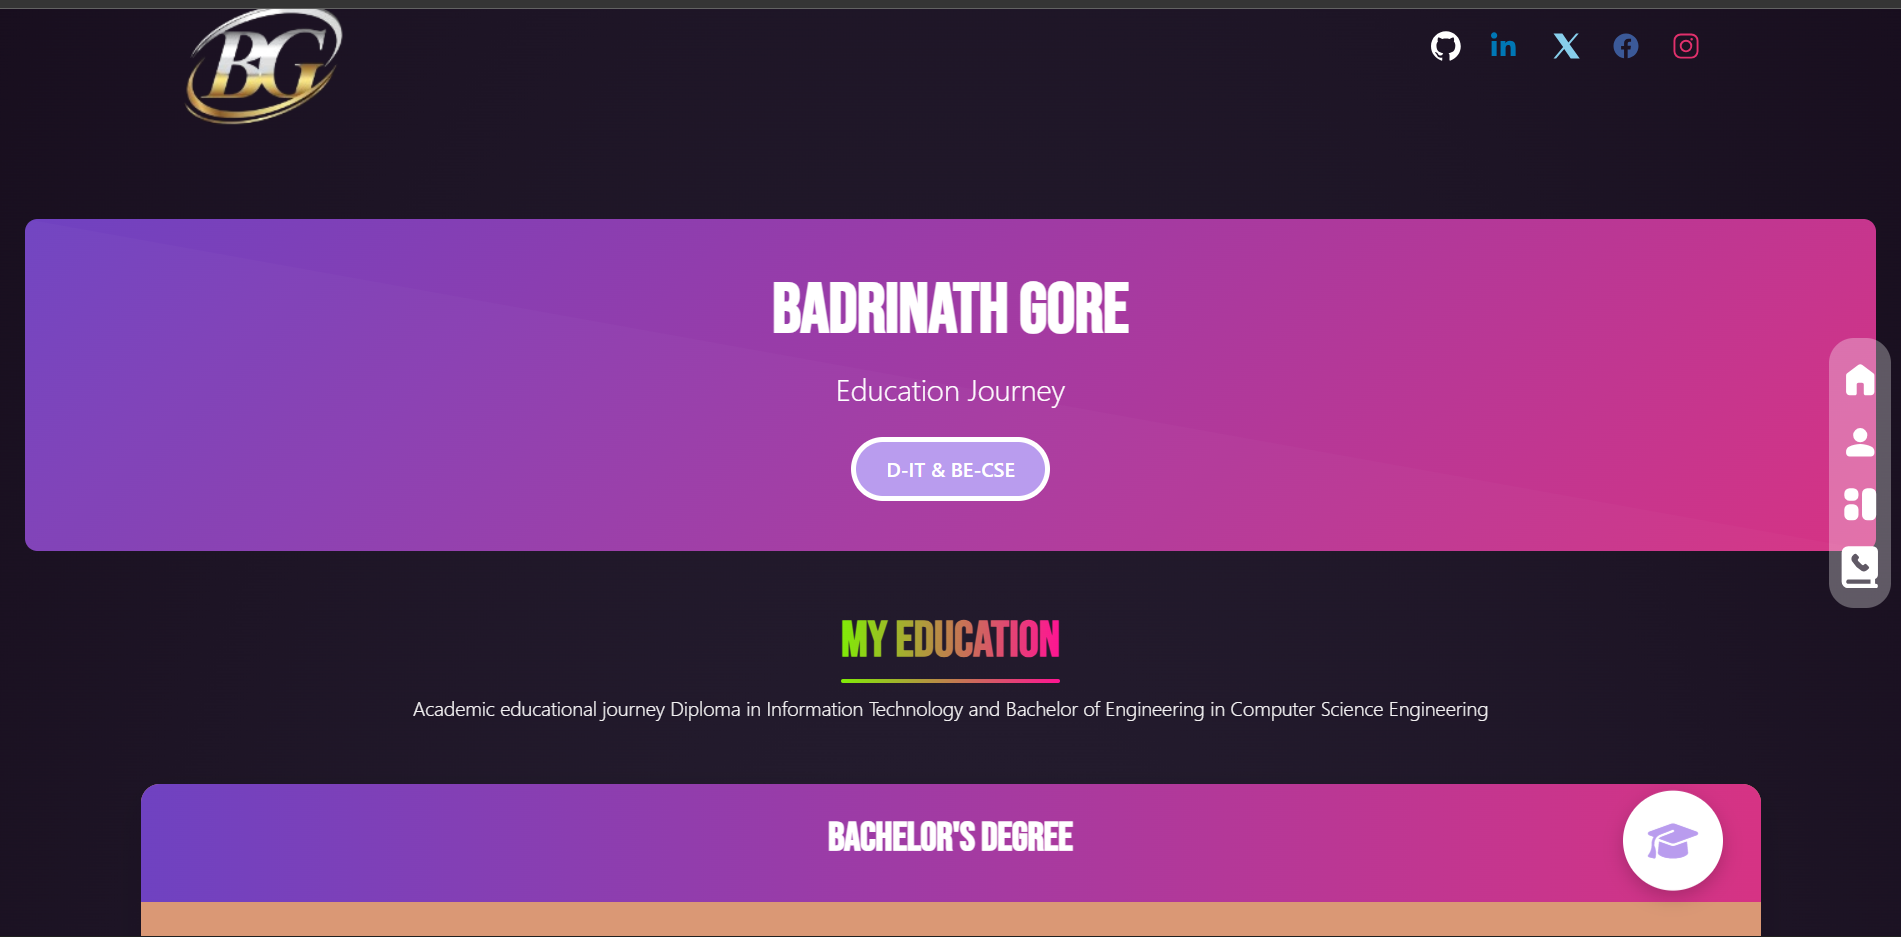 BG
BADRINATH GORE
Education Journey
D-IT & BE-CSE
MY EDUCATION
Academic educational journey Diploma in Information Technology and Bachelor of Engineering in Computer Science Engineering
BACHELOR'S DEGREE